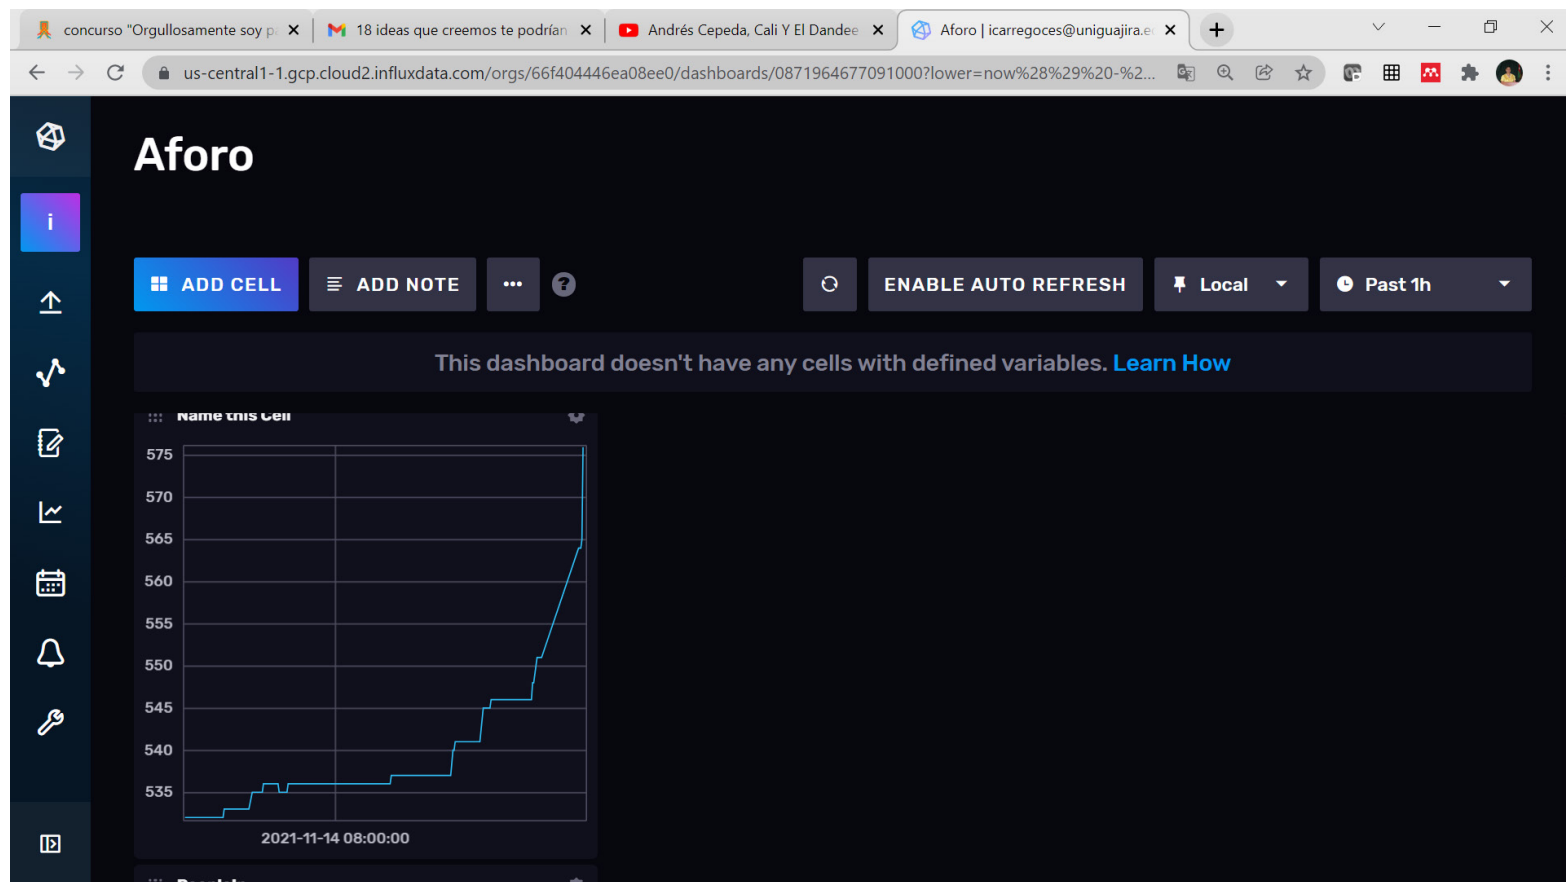 concurso "Orgullosamente soy p
18 ideas que creemos te podrían
Andrés Cepeda, Cali Y El Dandee
Aforo | icarregoces@uniguajira.e
us-central1-1.gcp.cloud2.influxdata.com/orgs/66f404446ea08ee0/dashboards/0871964677091000?lower=now%28%29%20-%2...
Aforo
i
ADD CELL
ADD NOTE
ENABLE AUTO REFRESH
Local
Past 1h
This dashboard doesn't have any cells with defined variables. Learn How
Name this Cell
575
570
565
560
555
550
545
540
535
2021-11-14 08:00:00